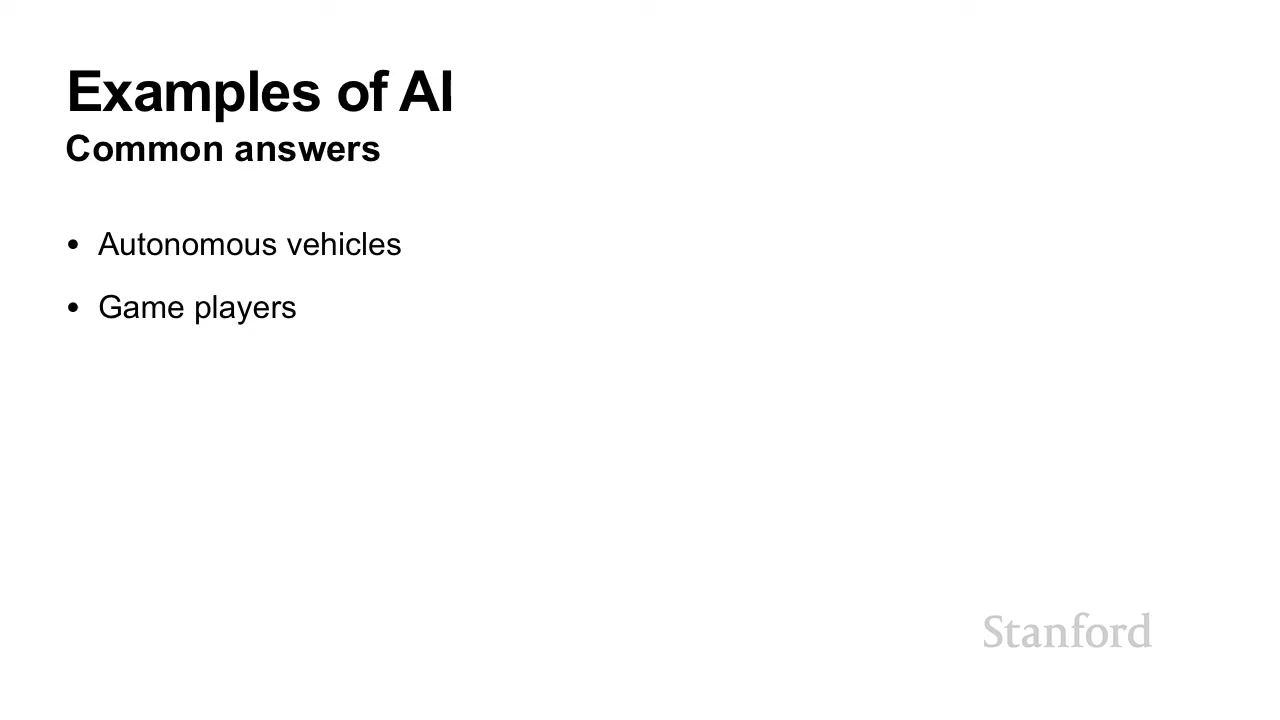 Examples of AI
Common answers
• Autonomous vehicles
• Game players
Stanford